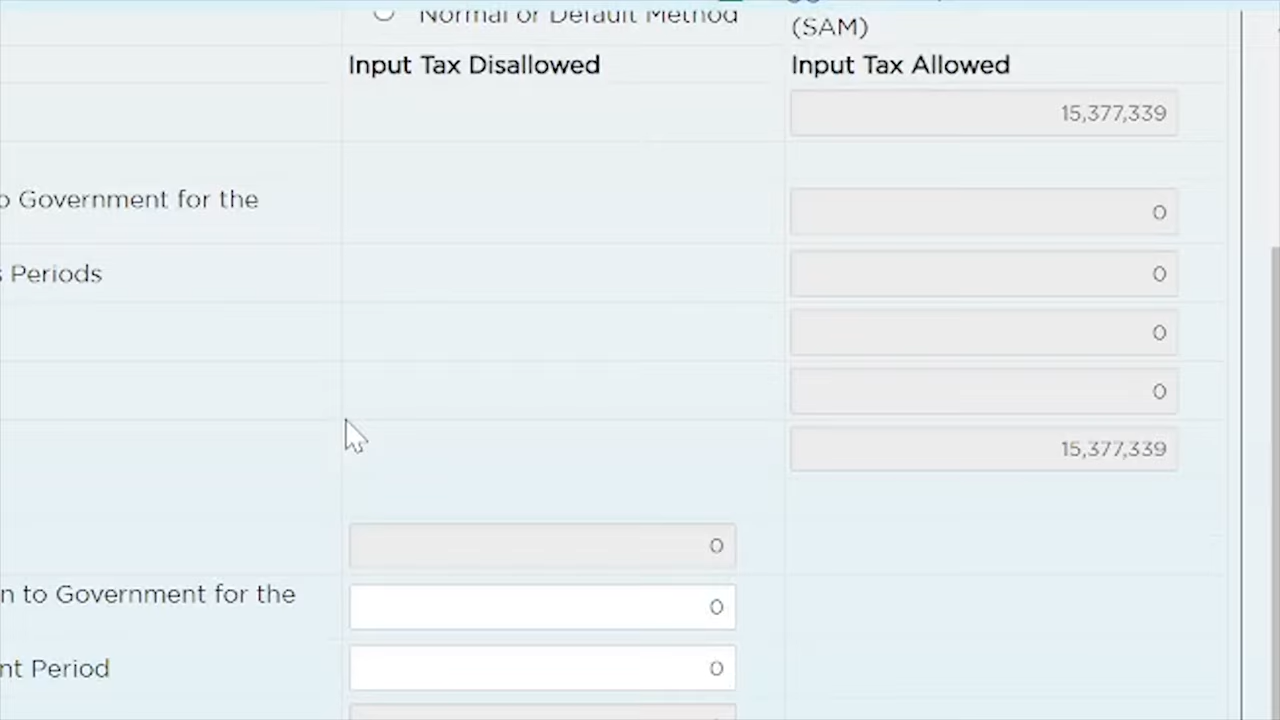 Normal or Default Method
(SAM)
Input Tax Disallowed Input Tax Allowed
15,377,339
Government for the
0
Periods
0
0
0
15,377,339
0
n to Government for the
0
nt Period
0